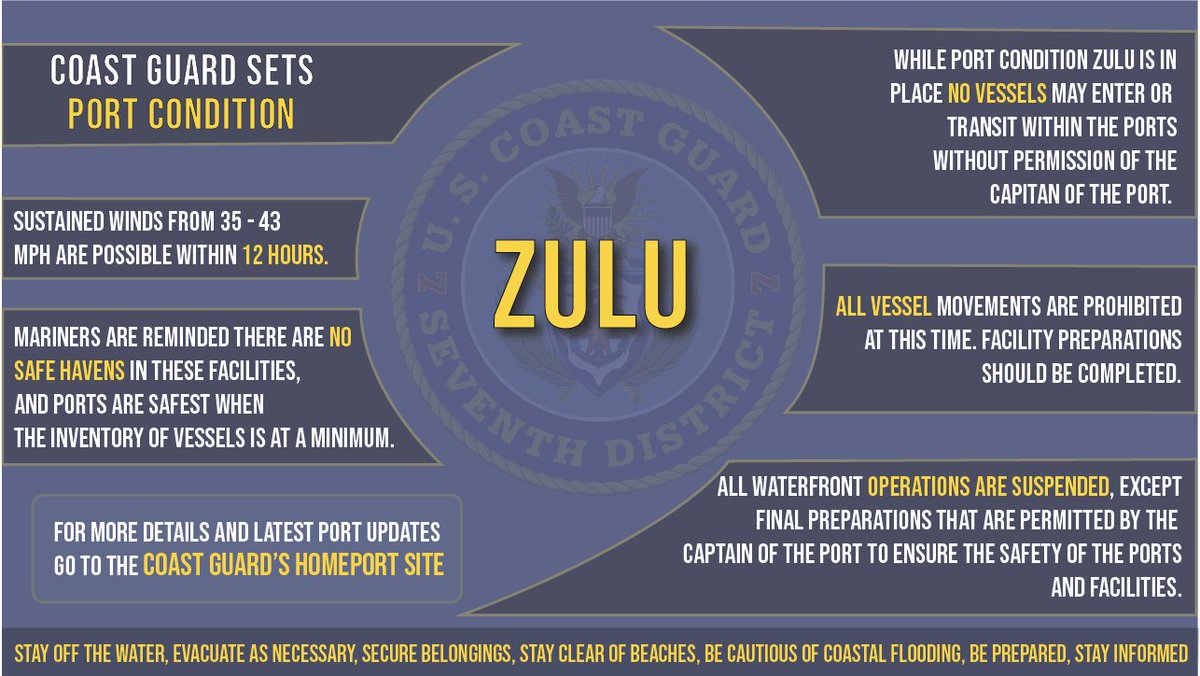 COAST GUARD SETS
PORT CONDITION
SUSTAINED WINDS FROM 35 - 43
MPH ARE POSSIBLE WITHIN 12 HOURS.
MARINERS ARE REMINDED THERE ARE NO
SAFE HAVENS IN THESE FACILITIES,
AND PORTS ARE SAFEST WHEN
THE INVENTORY OF VESSELS IS AT A MINIMUM.
FOR MORE DETAILS AND LATEST PORT UPDATES
GO TO THE COAST GUARD'S HOMEPORT SITE
U. S. COAST GUARD
Z Z
ZULU
SEVENTH DISTRICT
WHILE PORT CONDITION ZULU IS IN
PLACE NO VESSELS MAY ENTER OR
TRANSIT WITHIN THE PORTS
WITHOUT PERMISSION OF THE
CAPITAN OF THE PORT.
ALL VESSEL MOVEMENTS ARE PROHIBITED
AT THIS TIME. FACILITY PREPARATIONS
SHOULD BE COMPLETED.
ALL WATERFRONT OPERATIONS ARE SUSPENDED, EXCEPT
FINAL PREPARATIONS THAT ARE PERMITTED BY THE
CAPTAIN OF THE PORT TO ENSURE THE SAFETY OF THE PORTS
AND FACILITIES.
STAY OFF THE WATER, EVACUATE AS NECESSARY, SECURE BELONGINGS, STAY CLEAR OF BEACHES, BE CAUTIOUS OF COASTAL FLOODING, BE PREPARED, STAY INFORMED